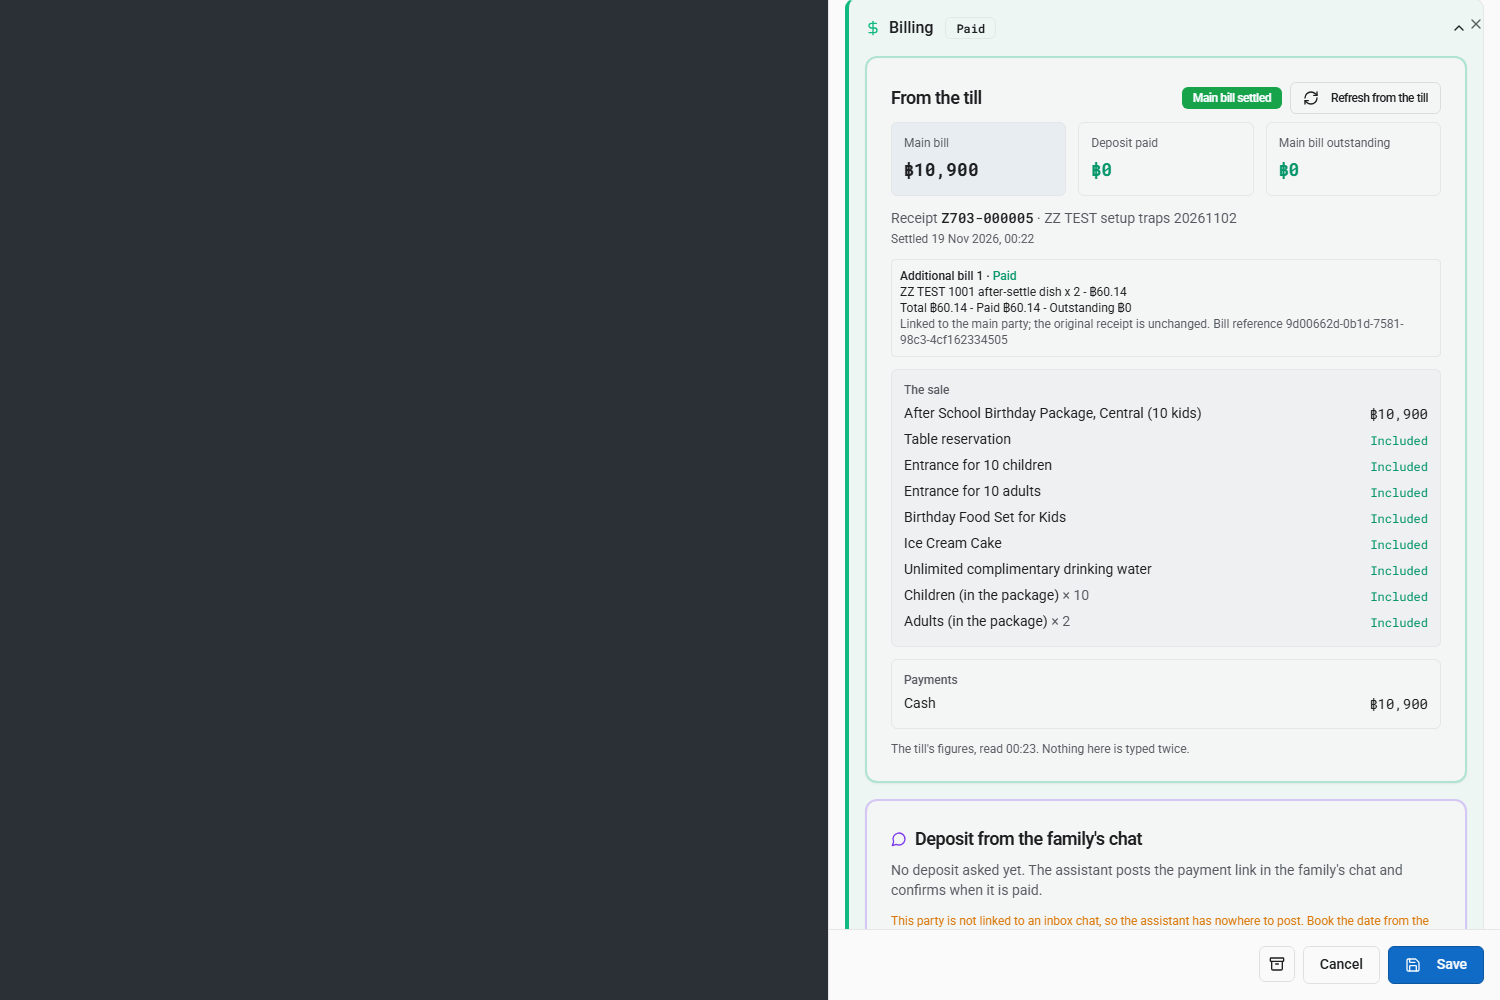 Billing Paid
From the till
Main bill settled
Refresh from the till
Main bill
฿10,900
Deposit paid
฿0
Main bill outstanding
฿0
Receipt Z703-000005 · ZZ TEST setup traps 20261102
Settled 19 Nov 2026, 00:22
Additional bill 1 · Paid
ZZ TEST 1001 after-settle dish x 2 - ฿60.14
Total ฿60.14 - Paid ฿60.14 - Outstanding ฿0
Linked to the main party; the original receipt is unchanged. Bill reference 9d00662d-0b1d-7581-
98c3-4cf162334505
The sale
After School Birthday Package, Central (10 kids) ฿10,900
Table reservation Included
Entrance for 10 children Included
Entrance for 10 adults Included
Birthday Food Set for Kids Included
Ice Cream Cake Included
Unlimited complimentary drinking water Included
Children (in the package) × 10 Included
Adults (in the package) × 2 Included
Payments
Cash ฿10,900
The till's figures, read 00:23. Nothing here is typed twice.
Deposit from the family's chat
No deposit asked yet. The assistant posts the payment link in the family's chat and
confirms when it is paid.
This party is not linked to an inbox chat, so the assistant has nowhere to post. Book the date from the
Cancel
Save